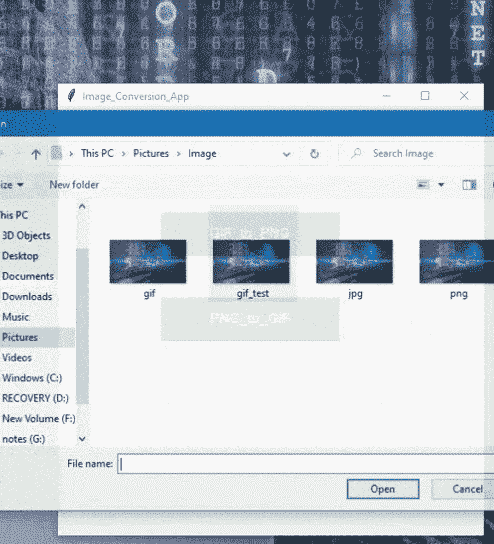 O
R
D
N
E
T
Image_Conversion_App
n
This PC > Pictures > Image
Search Image
ize
New folder
his PC
3D Objects
Desktop
Documents
Downloads
Music
Pictures
Videos
Windows (C:)
RECOVERY (D:)
New Volume (F:)
notes (G:)
GIF_to_PNG
gif
gif_test
jpg
png
PNG_to_GIF
File name:
Open
Cancel